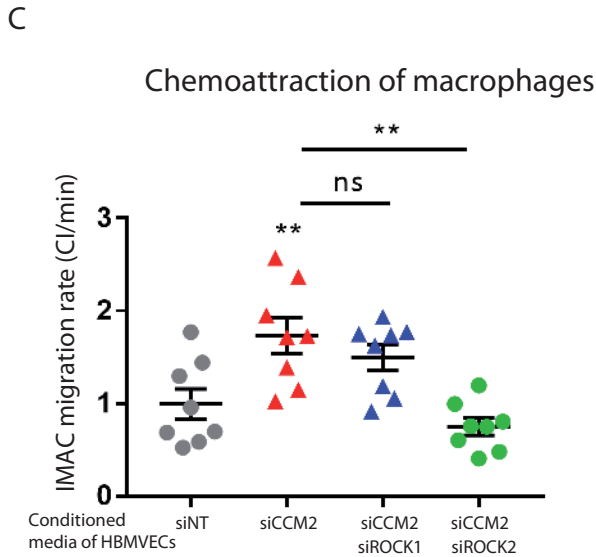 C
Chemoattraction of macrophages
**
ns
**
IMAC migration rate (CI/min)
3
2
1
0
Conditioned
media of HBMVECs
siNT
siCCM2
siCCM2
siROCK1
siCCM2
siROCK2